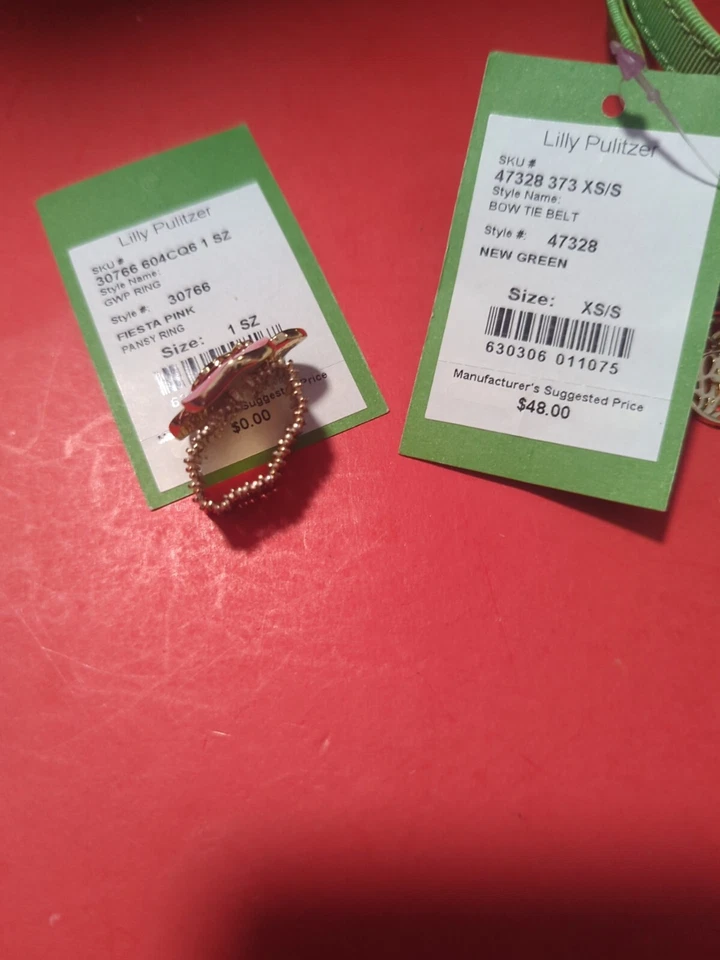 Lilly Pulitzer
SKU #
30766 604CQ6 1 SZ
Style Name:
GWP RING
Style #: 30766
FIESTA PINK
PANSY RING
Size: 1 SZ
Suggested Price
$0.00
Lilly Pulitzer
SKU #
47328 373 XS/S
Style Name:
BOW TIE BELT
Style #: 47328
NEW GREEN
Size: XS/S
630306 011075
Manufacturer's Suggested Price
$48.00